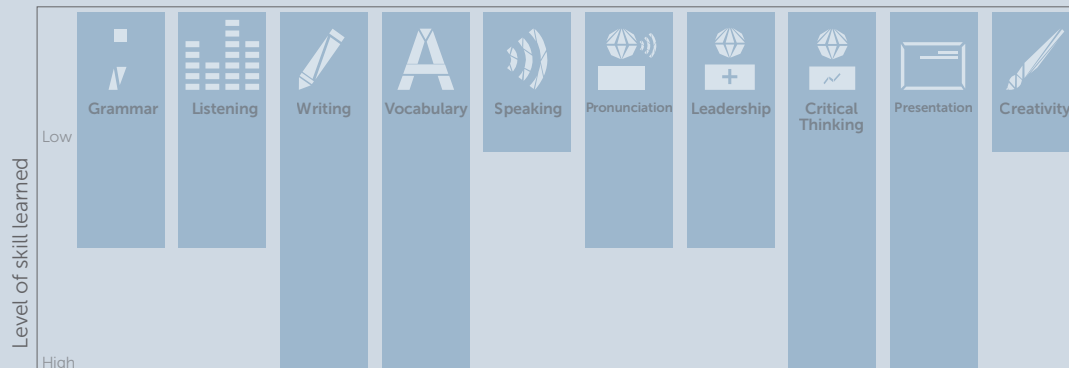 Grammar
Listening
Writing
Vocabulary
Speaking
Pronunciation
Leadership
Critical
Thinking
Presentation
Creativity
Low
Level of skill learned
High